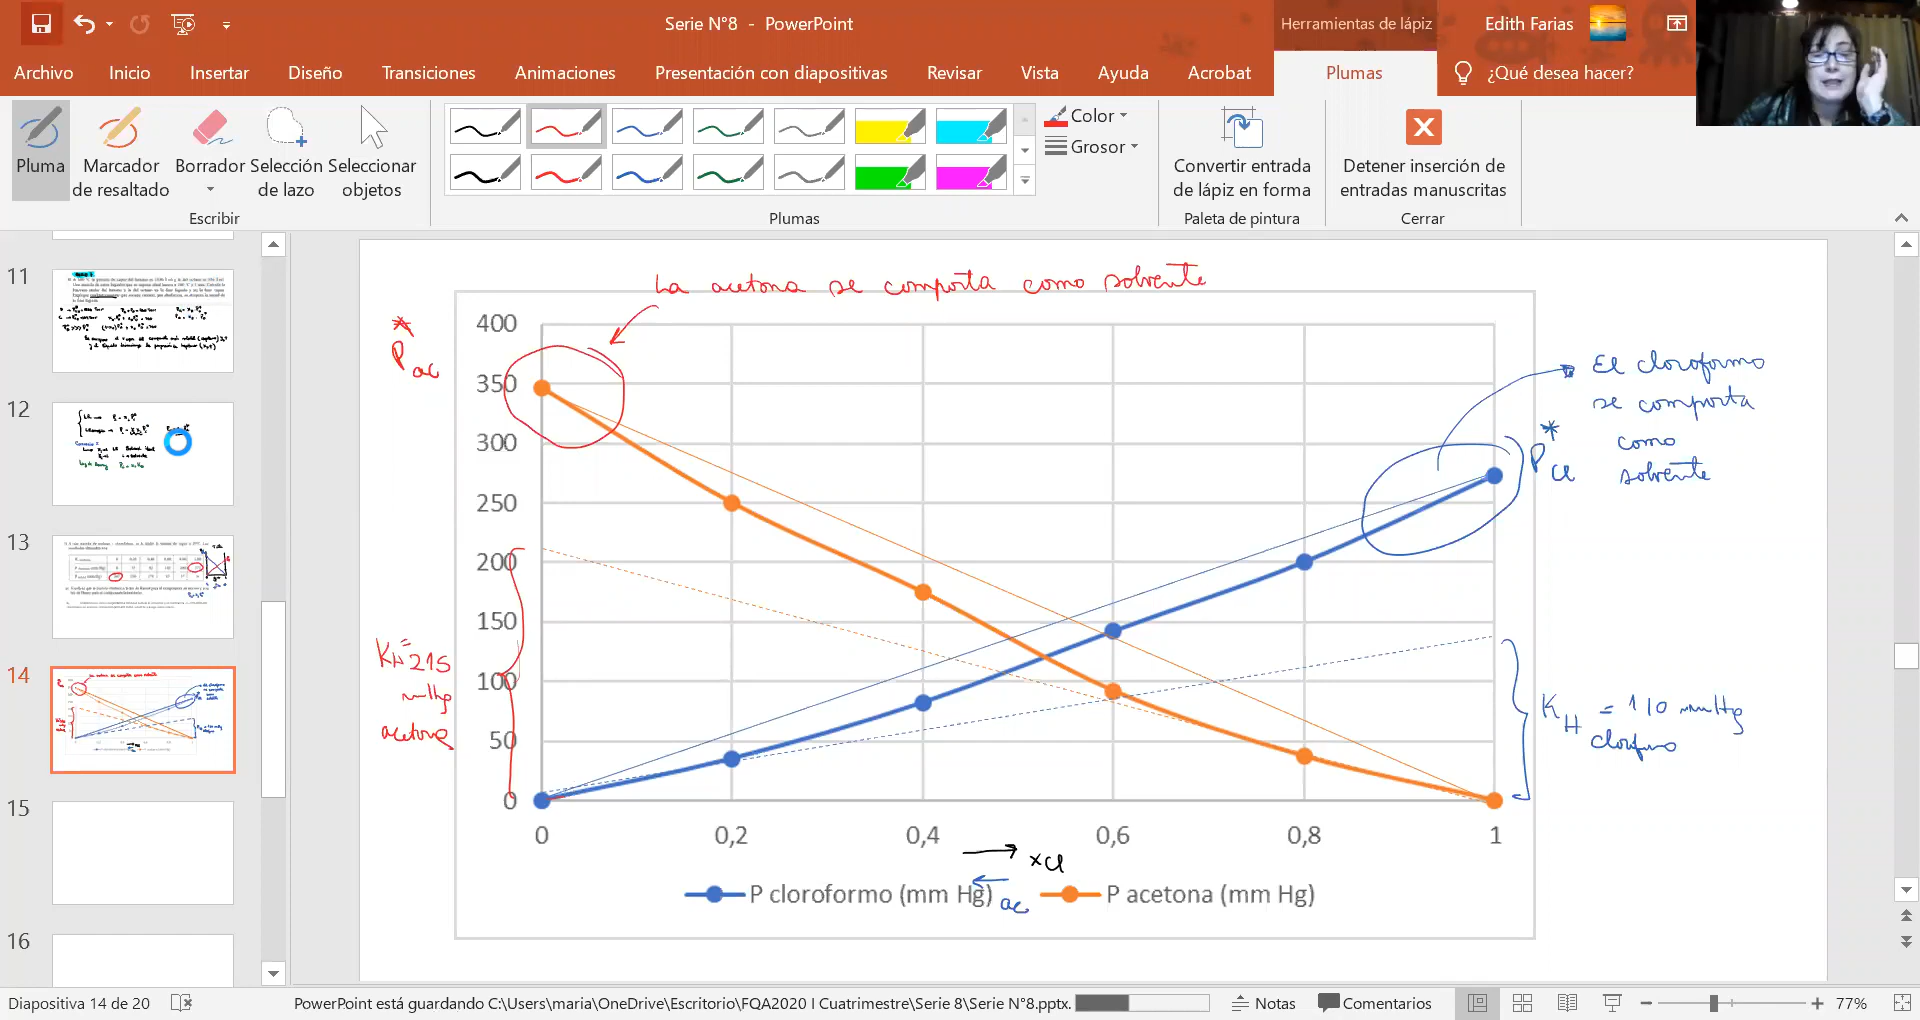 Serie N°8 - PowerPoint
Herramientas de lápiz
Edith Farias
Archivo Inicio Insertar Diseño Transiciones Animaciones Presentación con diapositivas Revisar Vista Ayuda Acrobat Plumas ¿Qué desea hacer?
Pluma
Marcador de resaltado
Borrador
Selección de lazo
Seleccionar objetos
Escribir
Plumas
Color
Grosor
Convertir entrada de lápiz en forma
Paleta de pintura
Detener inserción de entradas manuscritas
Cerrar
11
12
13
14
15
16
La acetona se comporta como solvente
P*ac
400
350
300
250
200
150
100
50
0
0 0,2 0,4 0,6 0,8 1
El cloroformo
se comporta
como
solvente
P*cl
KH = 215
mmHg
acetona
KH = 110 mmHg
xcl
ac
P cloroformo (mm Hg) P acetona (mm Hg)
Diapositiva 14 de 20
PowerPoint está guardando C:\Users\maria\OneDrive\Escritorio\FQA2020 I Cuatrimestre\Serie 8\Serie N°8.pptx.
Notas
Comentarios
77%